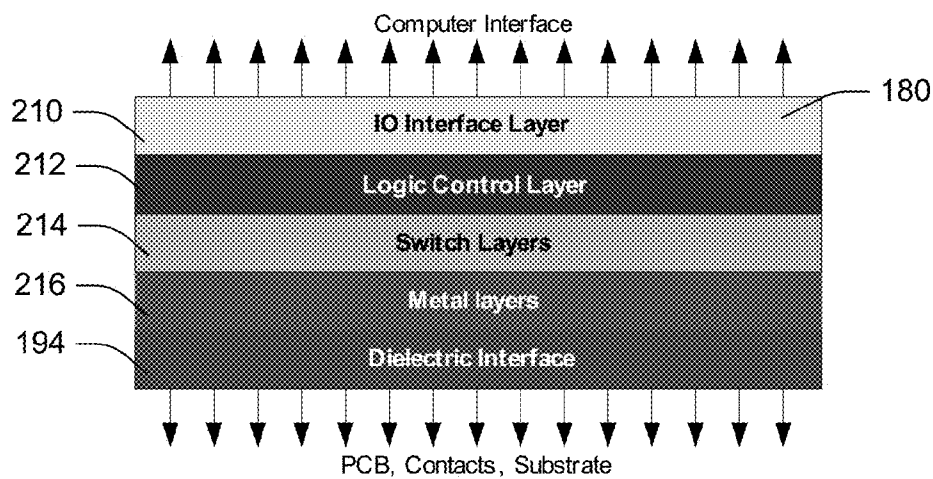 Computer Interface
210
180
IO Interface Layer
212
Logic Control Layer
214
Switch Layers
216
Metal layers
194
Dielectric Interface
PCB, Contacts, Substrate